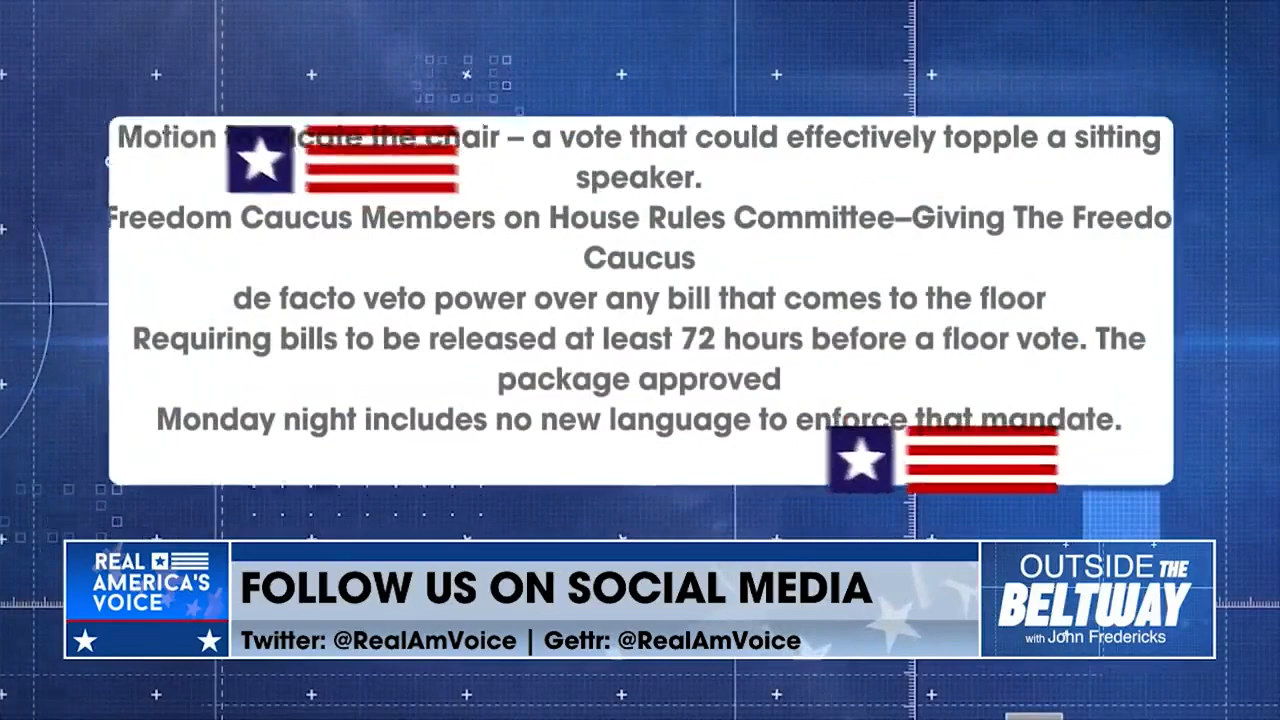 Motion to vacate the chair – a vote that could effectively topple a sitting
speaker.
Freedom Caucus Members on House Rules Committee–Giving The Freedo
Caucus
de facto veto power over any bill that comes to the floor
Requiring bills to be released at least 72 hours before a floor vote. The
package approved
Monday night includes no new language to enforce that mandate.
REAL
AMERICA'S
VOICE
FOLLOW US ON SOCIAL MEDIA
Twitter: @RealAmVoice | Gettr: @RealAmVoice
OUTSIDE THE
BELTWAY
with John Fredericks